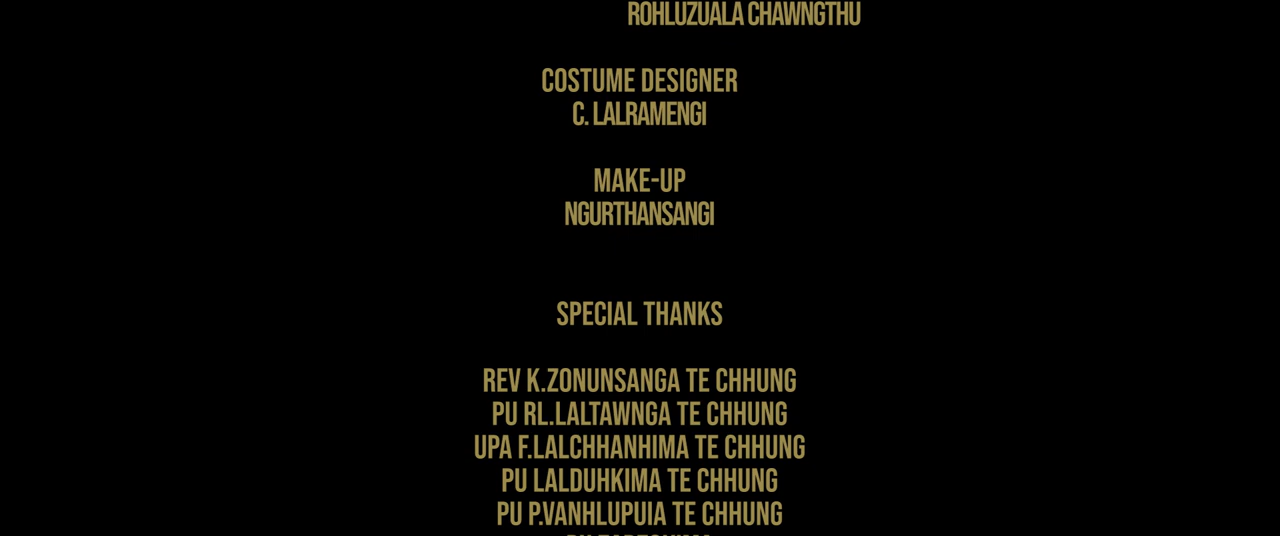 ROHLUZUALA CHAWNGTHU
COSTUME DESIGNER
C. LALRAMENGI
MAKE-UP
NGURTHANSANGI
SPECIAL THANKS
REV K.ZONUNSANGA TE CHHUNG
PU RL.LALTAWNGA TE CHHUNG
UPA F.LALCHHANHIMA TE CHHUNG
PU LALDUHKIMA TE CHHUNG
PU P.VANHLUPUIA TE CHHUNG